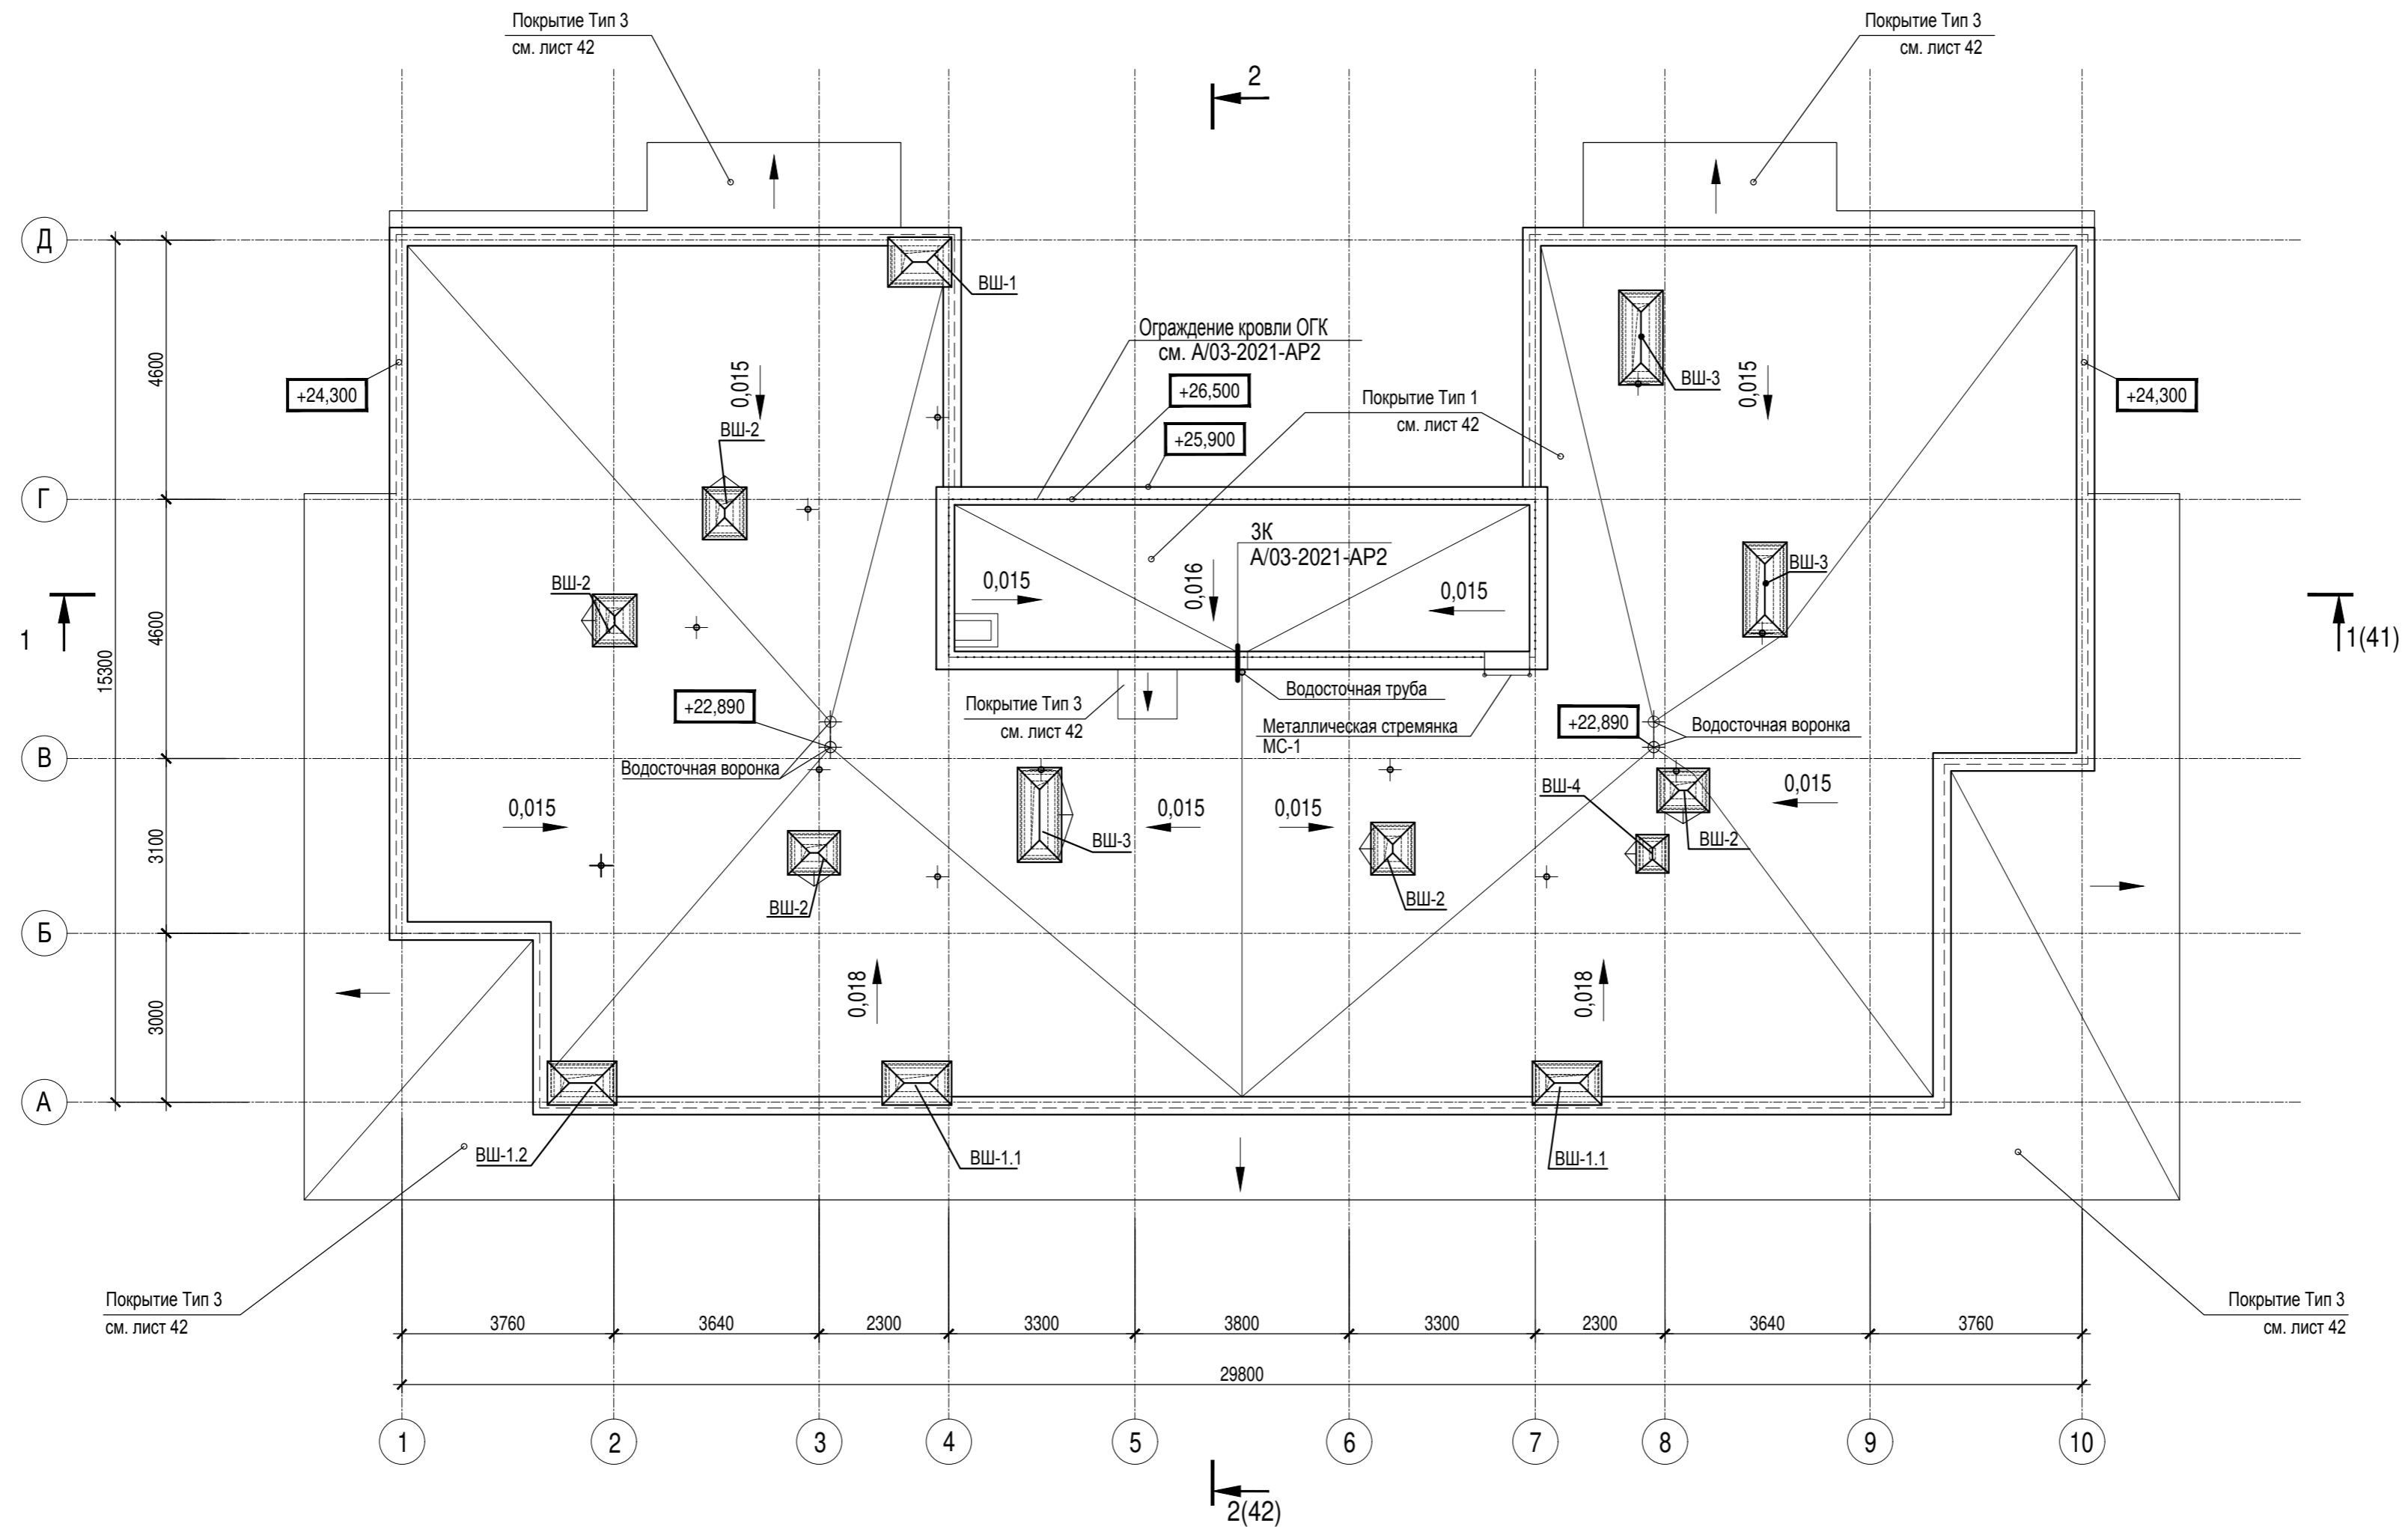 Покрытие Тип 3
см. лист 42
Покрытие Тип 3
см. лист 42
2
Д
ВШ-1
Ограждение кровли ОГК
см. А/03-2021-АР2
+24,300
4600
0,015
+26,500
Покрытие Тип 1
см. лист 42
ВШ-3
0,015
+24,300
ВШ-2
+25,900
Г
3К
А/03-2021-АР2
ВШ-2
0,015
0,016
0,015
ВШ-3
1
4600
15300
1(41)
+22,890
Покрытие Тип 3
см. лист 42
Водосточная труба
Металлическая стремянка
МС-1
+22,890
Водосточная воронка
В
Водосточная воронка
ВШ-4
0,015
0,015
0,015
0,015
3100
ВШ-3
ВШ-2
ВШ-2
ВШ-2
Б
0,018
0,018
3000
А
ВШ-1.2
ВШ-1.1
ВШ-1.1
Покрытие Тип 3
см. лист 42
Покрытие Тип 3
см. лист 42
3760
3640
2300
3300
3800
3300
2300
3640
3760
29800
1
2
3
4
5
6
7
8
9
10
2(42)